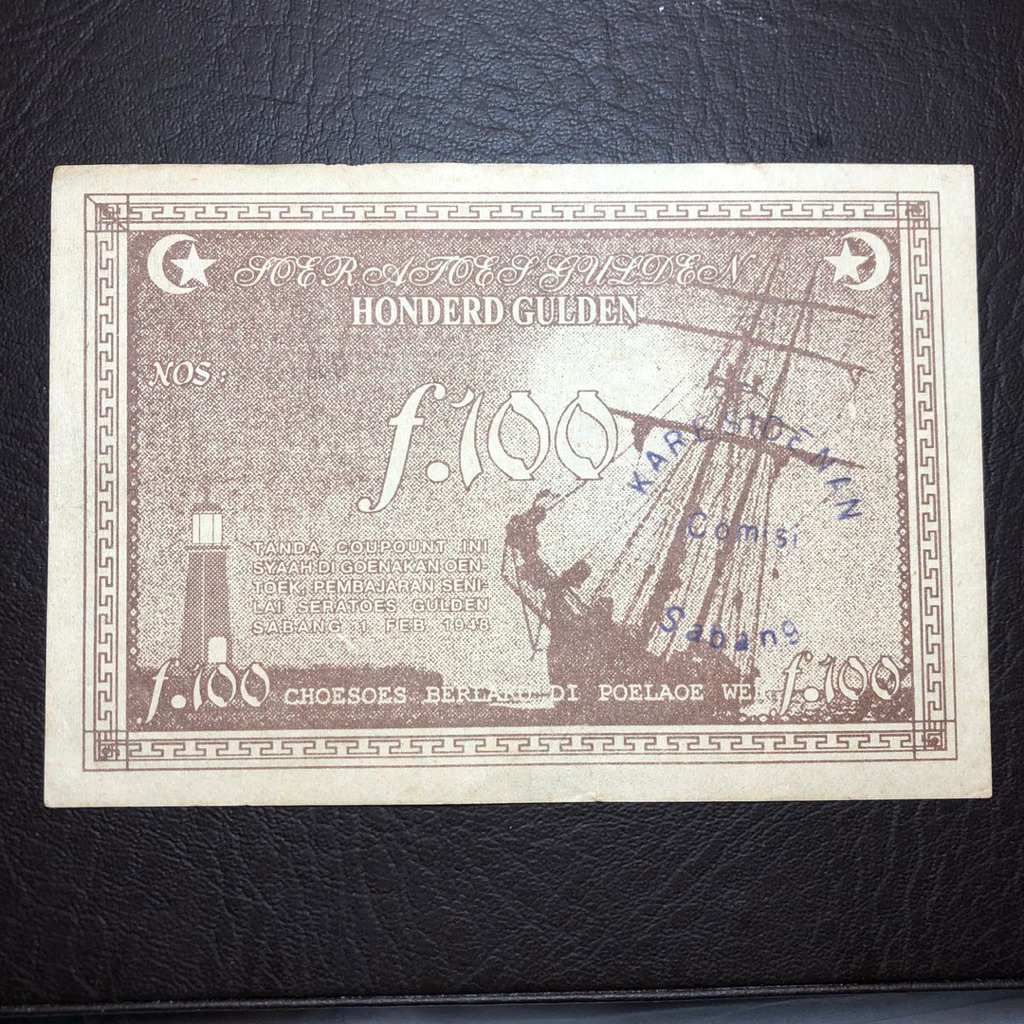 SOERATOES GULDEN
HONDERD GULDEN
NOS :
f.100
TANDA COUPOUNT INI
SYAAH DI GOENAKAN OEN-
TOEK PEMBAJARAN SENI-
LAI SERATOES GULDEN
SABANG 1 FEB 1948
KARESIDENAN
Comisi
Sabang
f.100 CHOESOES BERLAKU DI POELAOE WE f.100